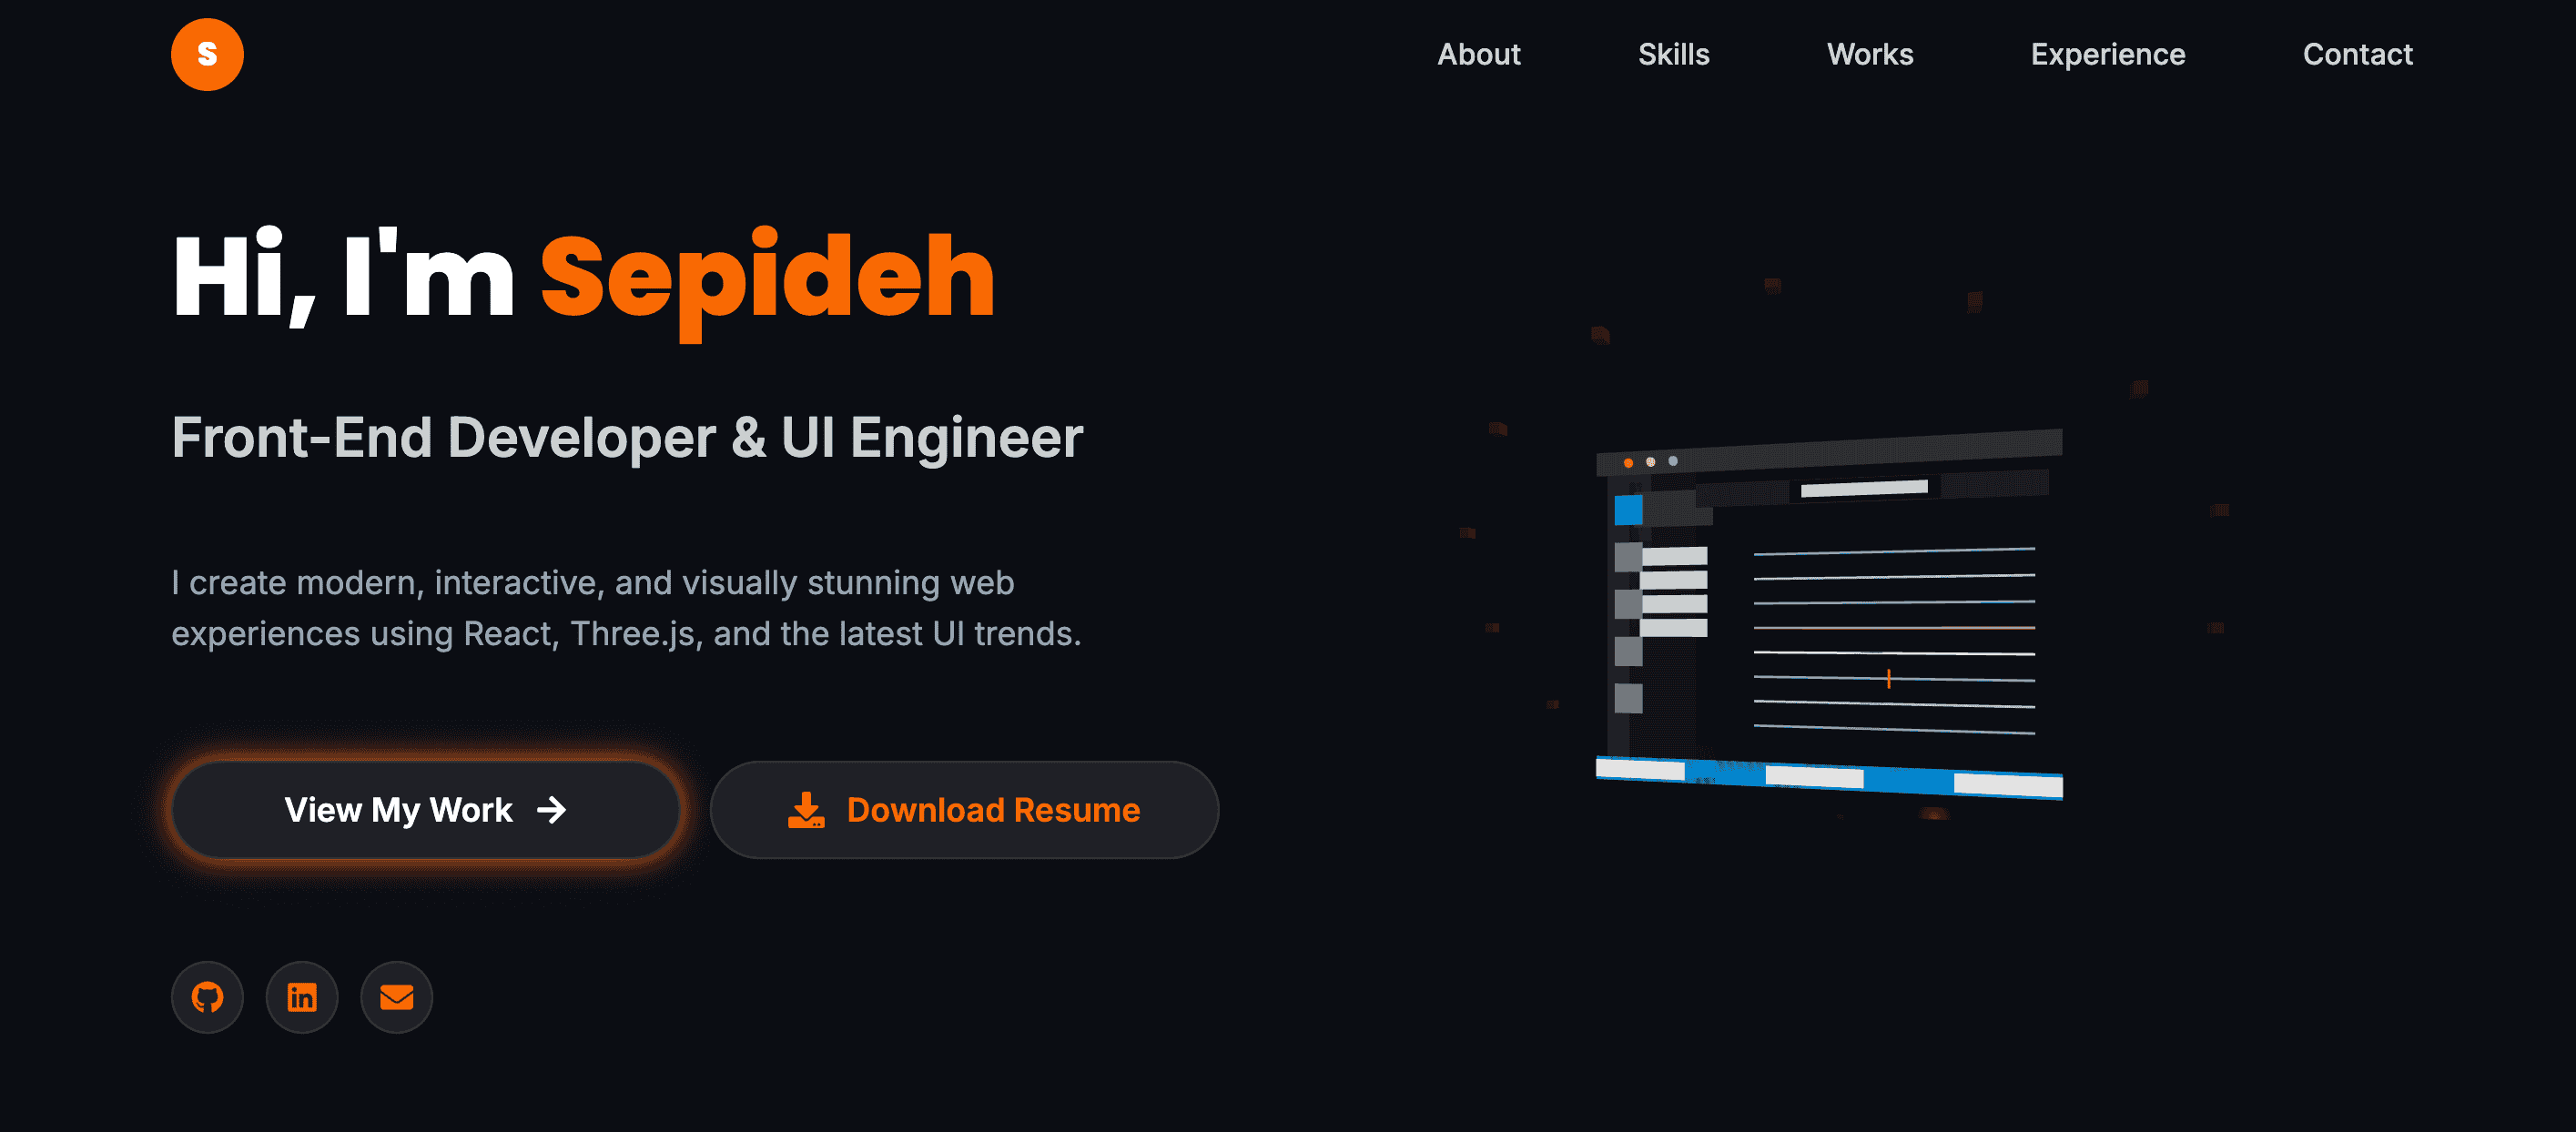 S
About Skills Works Experience Contact
Hi, I'm Sepideh
Front-End Developer & UI Engineer
I create modern, interactive, and visually stunning web
experiences using React, Three.js, and the latest UI trends.
View My Work
Download Resume
in